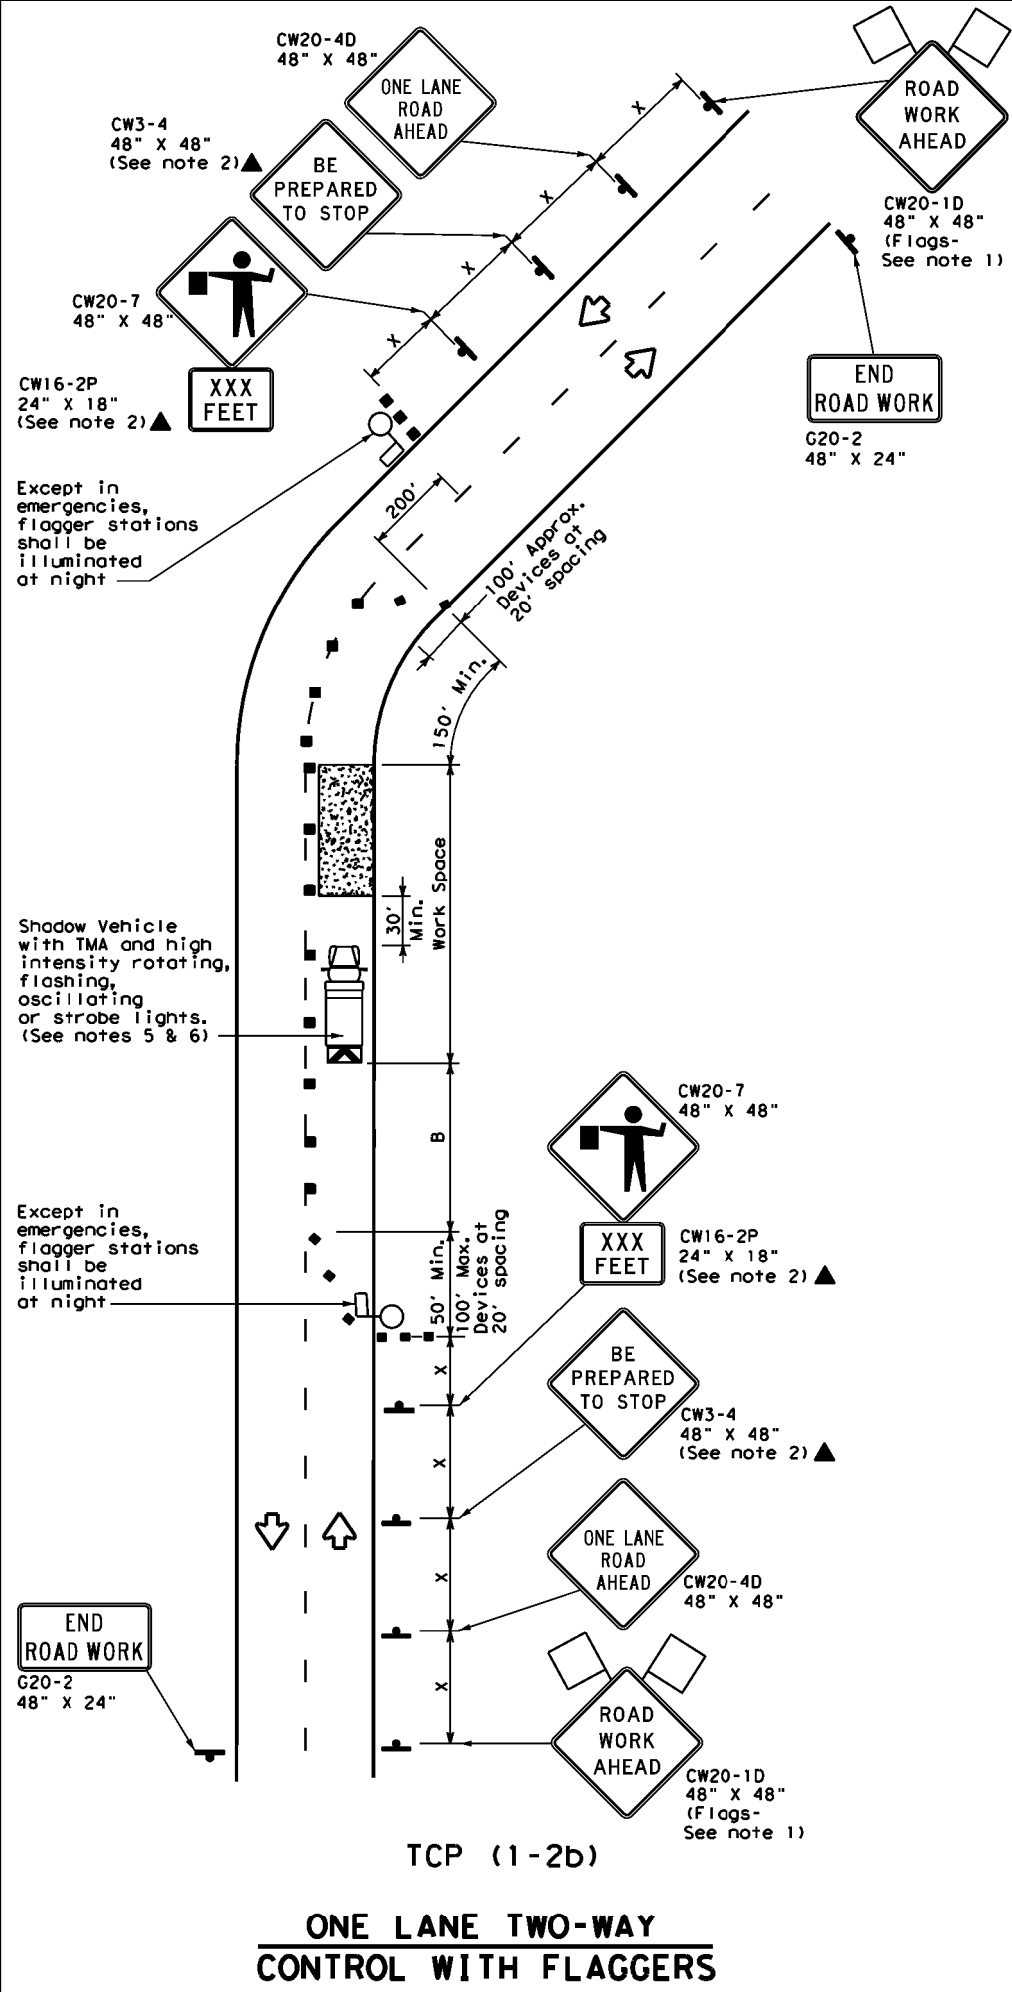 CW20-4D
48" X 48"
ONE LANE
ROAD
AHEAD
ROAD
WORK
AHEAD
CW20-1D
48" X 48"
(Flags-
See note 1)
CW3-4
48" X 48"
(See note 2)▲
BE
PREPARED
TO STOP
X
X
X
X
CW20-7
48" X 48"
CW16-2P
24" X 18"
(See note 2)▲
XXX
FEET
END
ROAD WORK
G20-2
48" X 24"
Except in
emergencies,
flagger stations
shall be
illuminated
at night
200'
100' Approx.
Devices at
20' spacing
150' Min.
Work Space
30'
Min.
Shadow Vehicle
with TMA and high
intensity rotating,
flashing,
oscillating
or strobe lights.
(See notes 5 & 6)
B
CW20-7
48" X 48"
XXX
FEET
CW16-2P
24" X 18"
(See note 2)▲
Except in
emergencies,
flagger stations
shall be
illuminated
at night
50' Min.
100' Max.
Devices at
20' spacing
X
X
X
X
BE
PREPARED
TO STOP
CW3-4
48" X 48"
(See note 2)▲
ONE LANE
ROAD
AHEAD
CW20-4D
48" X 48"
END
ROAD WORK
G20-2
48" X 24"
ROAD
WORK
AHEAD
CW20-1D
48" X 48"
(Flags-
See note 1)
TCP (1-2b)
ONE LANE TWO-WAY
CONTROL WITH FLAGGERS